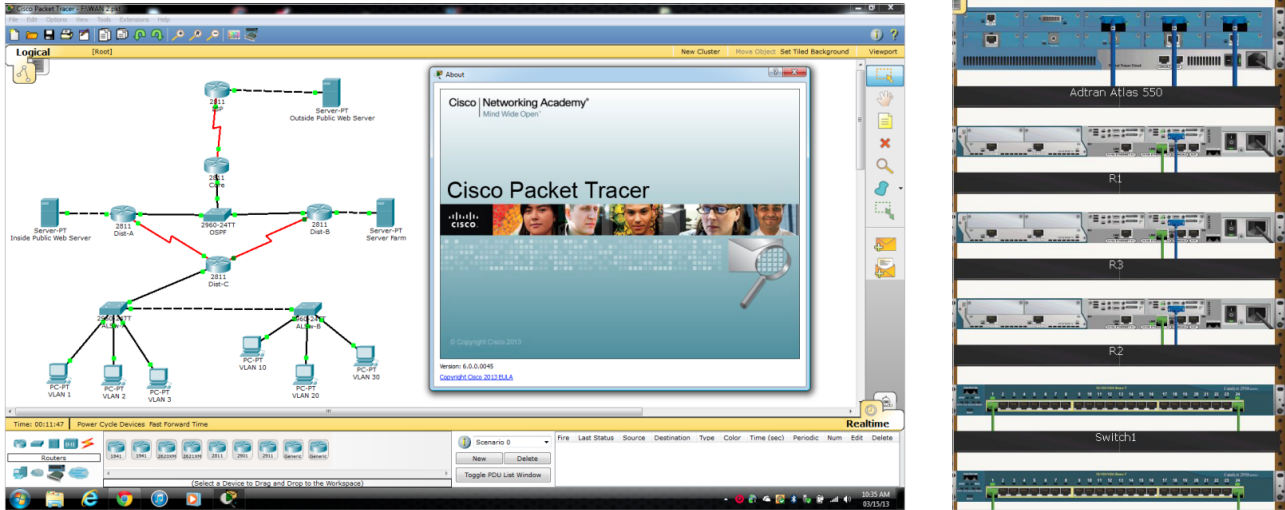 Cisco Packet Tracer - F:\WAN 2.pkt
File Edit Options View Tools Extensions Help
Logical
[Root]
New Cluster
Move Object
Set Tiled Background
Viewport
2811
ISP
Server-PT
Outside Public Web Server
2811
Core
Server-PT
Inside Public Web Server
2811
Dist-A
2960-24TT
OSPF
2811
Dist-B
Server-PT
Server Farm
2811
Dist-C
2960-24TT
2960-24TT
PC-PT
VLAN 1
PC-PT
VLAN 2
PC-PT
VLAN 3
PC-PT
VLAN 10
PC-PT
VLAN 20
PC-PT
VLAN 30
About
Cisco Networking Academy®
Mind Wide Open™
Cisco Packet Tracer
CISCO
© Copyright Cisco 2013
Version: 6.0.0.0045
Copyright Cisco 2013 EULA
Time: 00:11:47
Power Cycle Devices Fast Forward Time
Realtime
Routers
1841 1941 2620XM 2621XM 2811 2901 2911 Generic Generic
(Select a Device to Drag and Drop to the Workspace)
Scenario 0
New
Delete
Toggle PDU List Window
Fire Last Status Source Destination Type Color Time (sec) Periodic Num Edit Delete
10:35 AM
03/15/13
Adtran Atlas 550
R1
R3
R2
Switch1